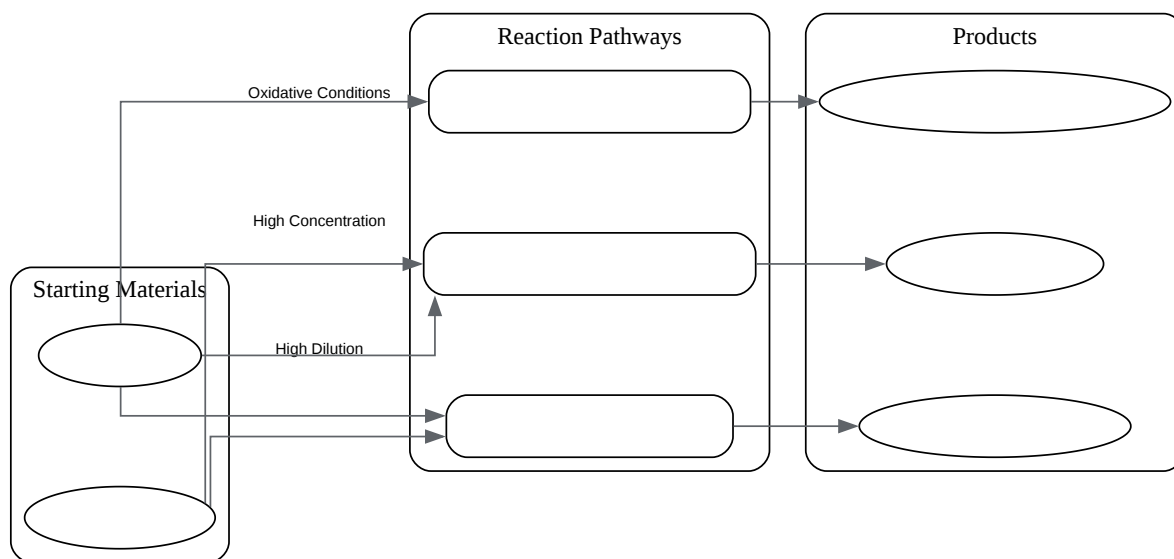 Reaction Pathways
Products
Oxidative Conditions
High Concentration
Starting Materials
High Dilution